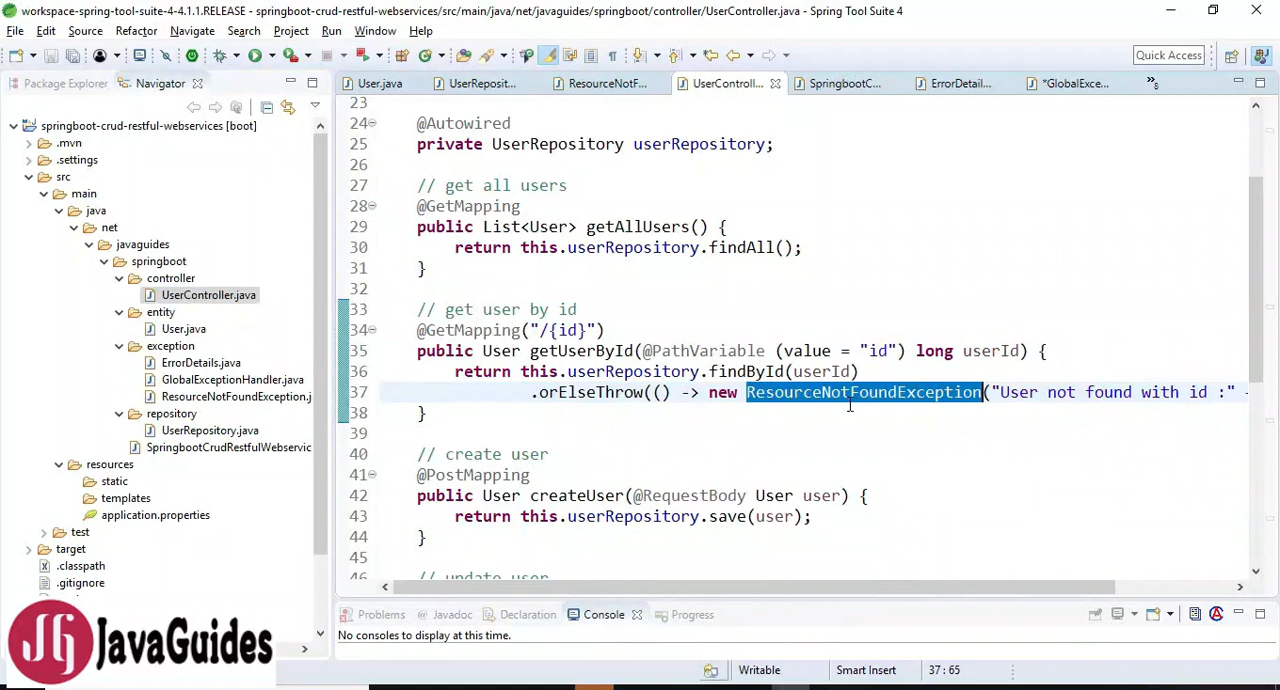 workspace-spring-tool-suite-4-4.1.1.RELEASE - springboot-crud-restful-webservices/src/main/java/net/javaguides/springboot/controller/UserController.java - Spring Tool Suite 4
File Edit Source Refactor Navigate Search Project Run Window Help
Quick Access
Package Explorer
Navigator
springboot-crud-restful-webservices [boot]
.mvn
.settings
src
main
java
net
javaguides
springboot
controller
UserController.java
entity
User.java
exception
ErrorDetails.java
GlobalExceptionHandler.java
ResourceNotFoundException.j
repository
UserRepository.java
SpringbootCrudRestfulWebservic
resources
static
templates
application.properties
test
target
.classpath
.gitignore
JG JavaGuides
User.java UserReposit... ResourceNotF... UserControll... SpringbootC... ErrorDetail... *GlobalExce... »5
23
24 @Autowired
25 private UserRepository userRepository;
26
27 // get all users
28 @GetMapping
29 public List<User> getAllUsers() {
30 return this.userRepository.findAll();
31 }
32
33 // get user by id
34 @GetMapping("/{id}")
35 public User getUserById(@PathVariable (value = "id") long userId) {
36 return this.userRepository.findById(userId)
37 .orElseThrow(() -> new ResourceNotFoundException("User not found with id :"
38 }
39
40 // create user
41 @PostMapping
42 public User createUser(@RequestBody User user) {
43 return this.userRepository.save(user);
44 }
45
46 // update user
Problems @ Javadoc Declaration Console Progress
No consoles to display at this time.
Writable Smart Insert 37 : 65